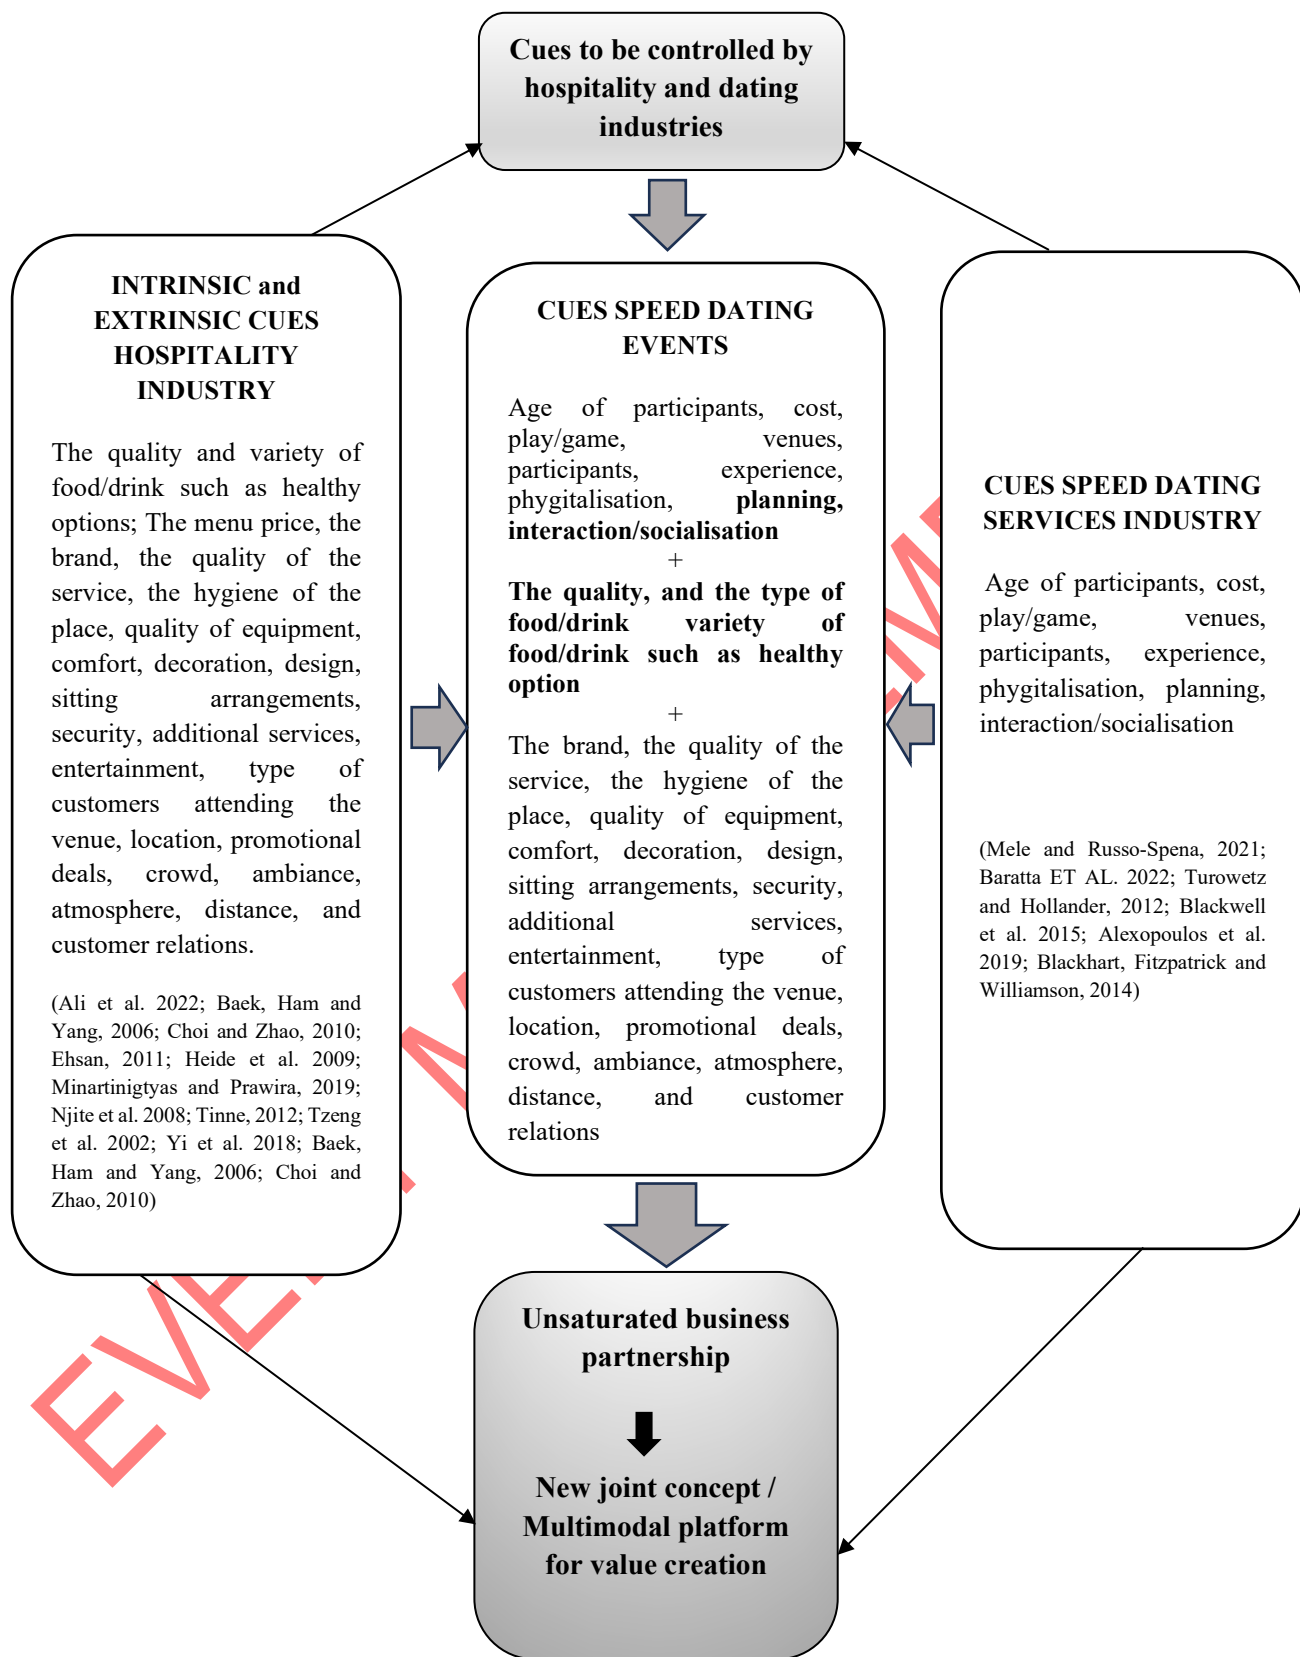 Cues to be controlled by
hospitality and dating
industries
INTRINSIC and
EXTRINSIC CUES
HOSPITALITY
INDUSTRY
The quality and variety of
food/drink such as healthy
options; The menu price, the
brand, the quality of the
service, the hygiene of the
place, quality of equipment,
comfort, decoration, design,
sitting arrangements,
security, additional services,
entertainment, type of
customers attending the
venue, location, promotional
deals, crowd, ambiance,
atmosphere, distance, and
customer relations.
(Ali et al. 2022; Baek, Ham and
Yang, 2006; Choi and Zhao, 2010;
Ehsan, 2011; Heide et al. 2009;
Minartinigtyas and Prawira, 2019;
Njite et al. 2008; Tinne, 2012; Tzeng
et al. 2002; Yi et al. 2018; Baek,
Ham and Yang, 2006; Choi and
Zhao, 2010)
CUES SPEED DATING
EVENTS
Age of participants, cost,
play/game, venues,
participants, experience,
phygitalisation, planning,
interaction/socialisation
+
The quality, and the type of
food/drink variety of
food/drink such as healthy
option
+
The brand, the quality of the
service, the hygiene of the
place, quality of equipment,
comfort, decoration, design,
sitting arrangements, security,
additional services,
entertainment, type of
customers attending the venue,
location, promotional deals,
crowd, ambiance, atmosphere,
distance, and customer
relations
CUES SPEED DATING
SERVICES INDUSTRY
Age of participants, cost,
play/game, venues,
participants, experience,
phygitalisation, planning,
interaction/socialisation
(Mele and Russo-Spena, 2021;
Baratta ET AL. 2022; Turowetz
and Hollander, 2012; Blackwell
et al. 2015; Alexopoulos et al.
2019; Blackhart, Fitzpatrick and
Williamson, 2014)
Unsaturated business
partnership
New joint concept /
Multimodal platform
for value creation